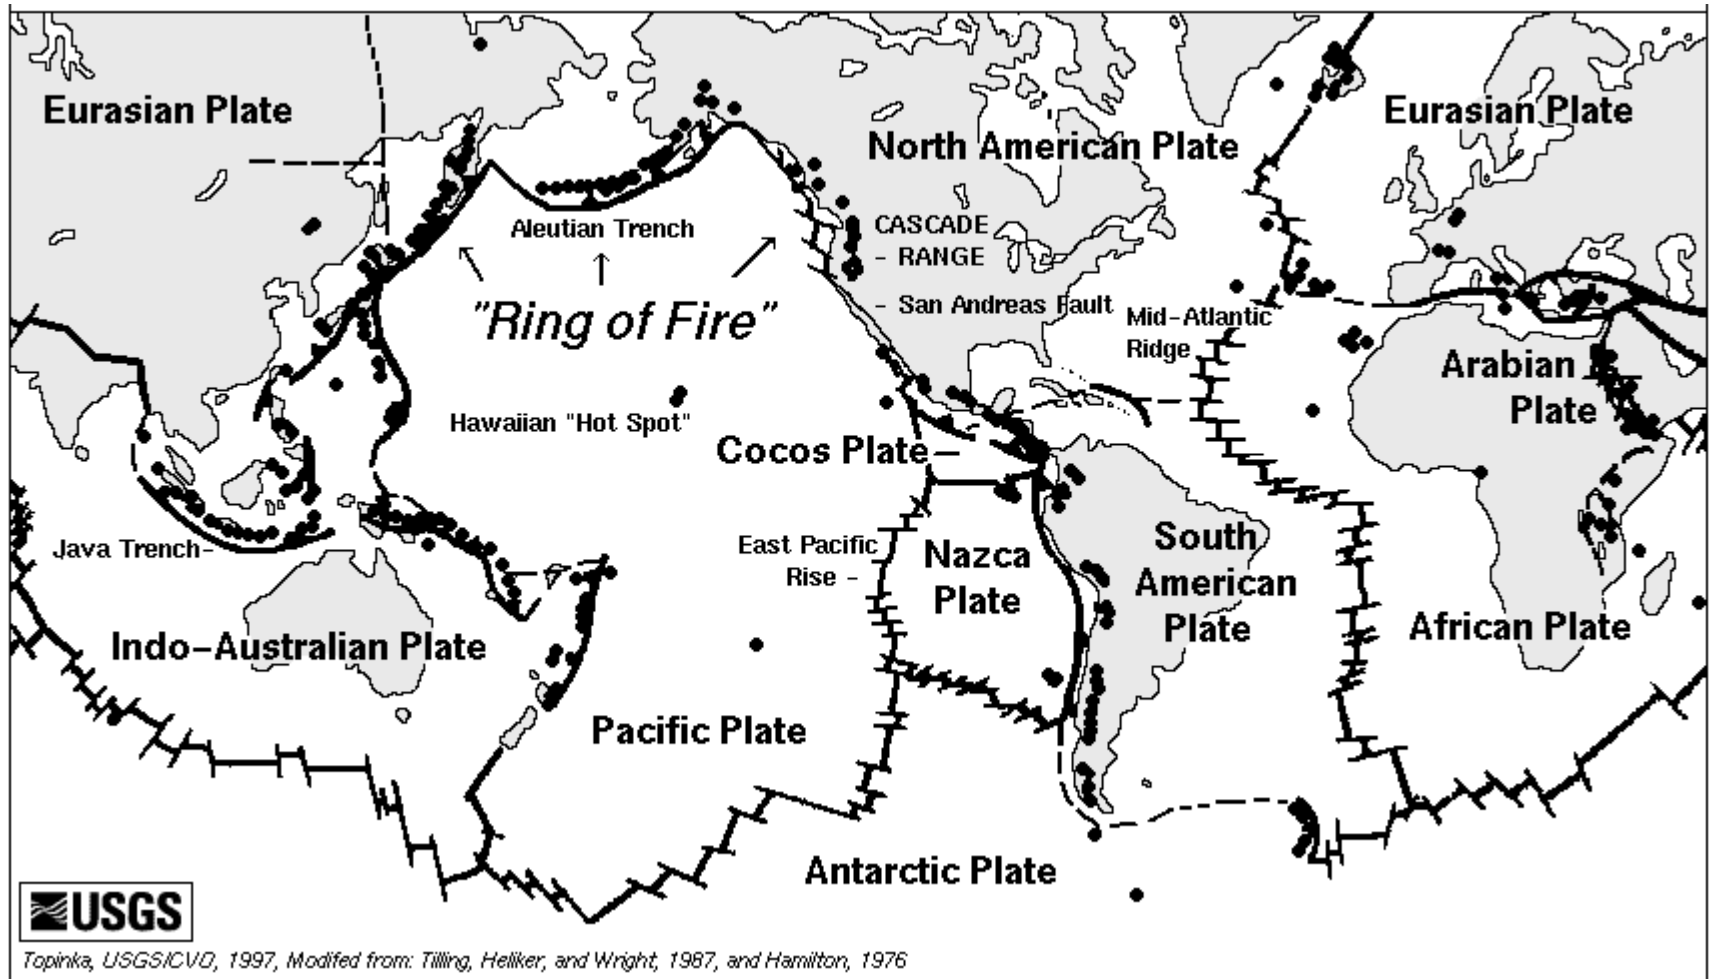 Eurasian Plate
Eurasian Plate
North American Plate
Aleutian Trench
CASCADE
- RANGE
"Ring of Fire"
- San Andreas Fault
Mid-Atlantic
Ridge
Arabian
Plate
Hawaiian "Hot Spot"
Cocos Plate
Java Trench-
East Pacific
Rise -
Nazca
Plate
South
American
Plate
Indo-Australian Plate
African Plate
Pacific Plate
Antarctic Plate
USGS
Topinka, USGS/CVO, 1997, Modifed from: Tilling, Heliker, and Wright, 1987, and Hamilton, 1976